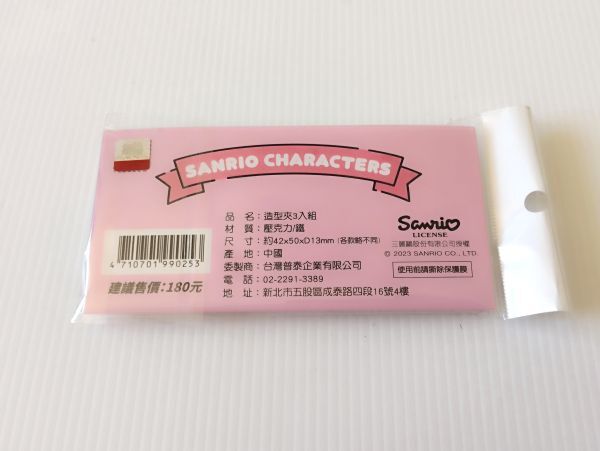 SANRIO CHARACTERS
品 名：造型夾3入組
材 質：壓克力/鐵
尺 寸：約42x50xD13mm (各款略不同)
產 地：中國
委製商：台灣普泰企業有限公司
電 話：02-2291-3389
地 址：新北市五股區成泰路四段16號4樓
4 710701 990253
建議售價：180元
Sanrio
LICENSE
三麗鷗股份有限公司授權
© 2023 SANRIO CO., LTD.
使用前請撕除保護膜